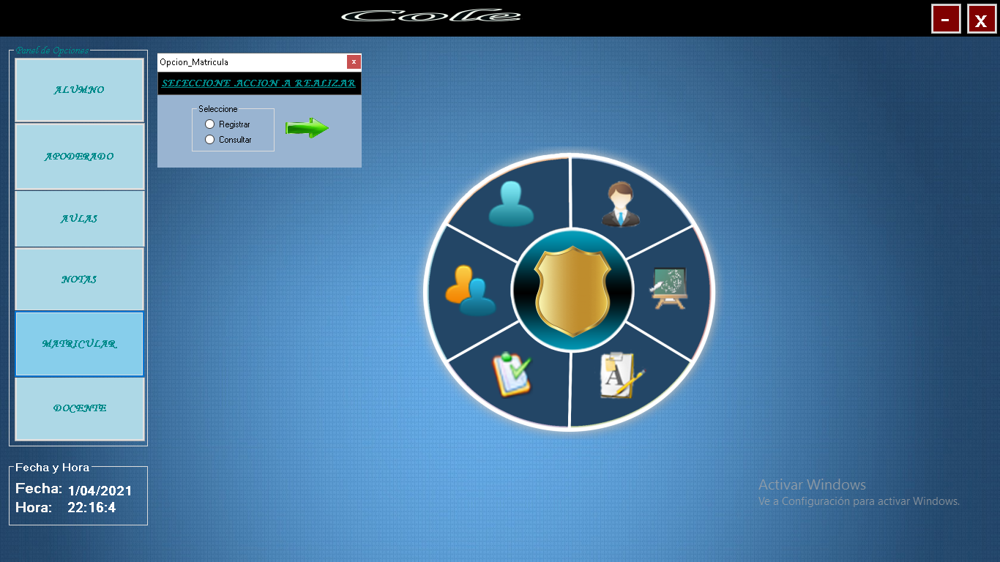 Cole
-
x
Panel de Opciones
ALUMNO
APODERADO
AULAS
NOTAS
MATRICULAR
DOCENTE
Opcion_Matricula
x
SELECCIONE ACCION A REALIZAR
Seleccione
Registrar
Consultar
A
Fecha y Hora
Fecha: 1/04/2021
Hora: 22:16:4
Activar Windows
Ve a Configuración para activar Windows.